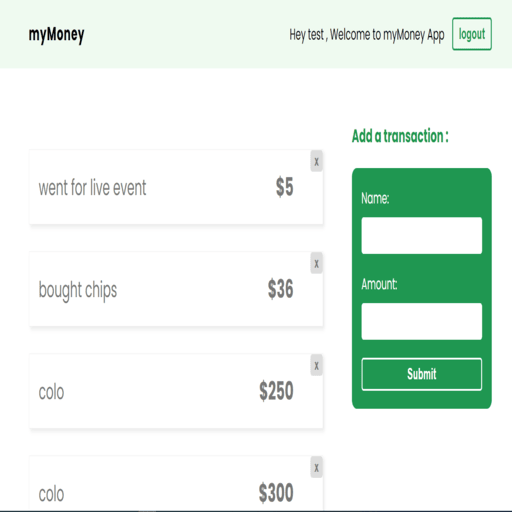 myMoney
Hey test , Welcome to myMoney App
logout
x
went for live event $5
x
bought chips $36
x
colo $250
x
colo $300
Add a transaction :
Name:
Amount:
Submit